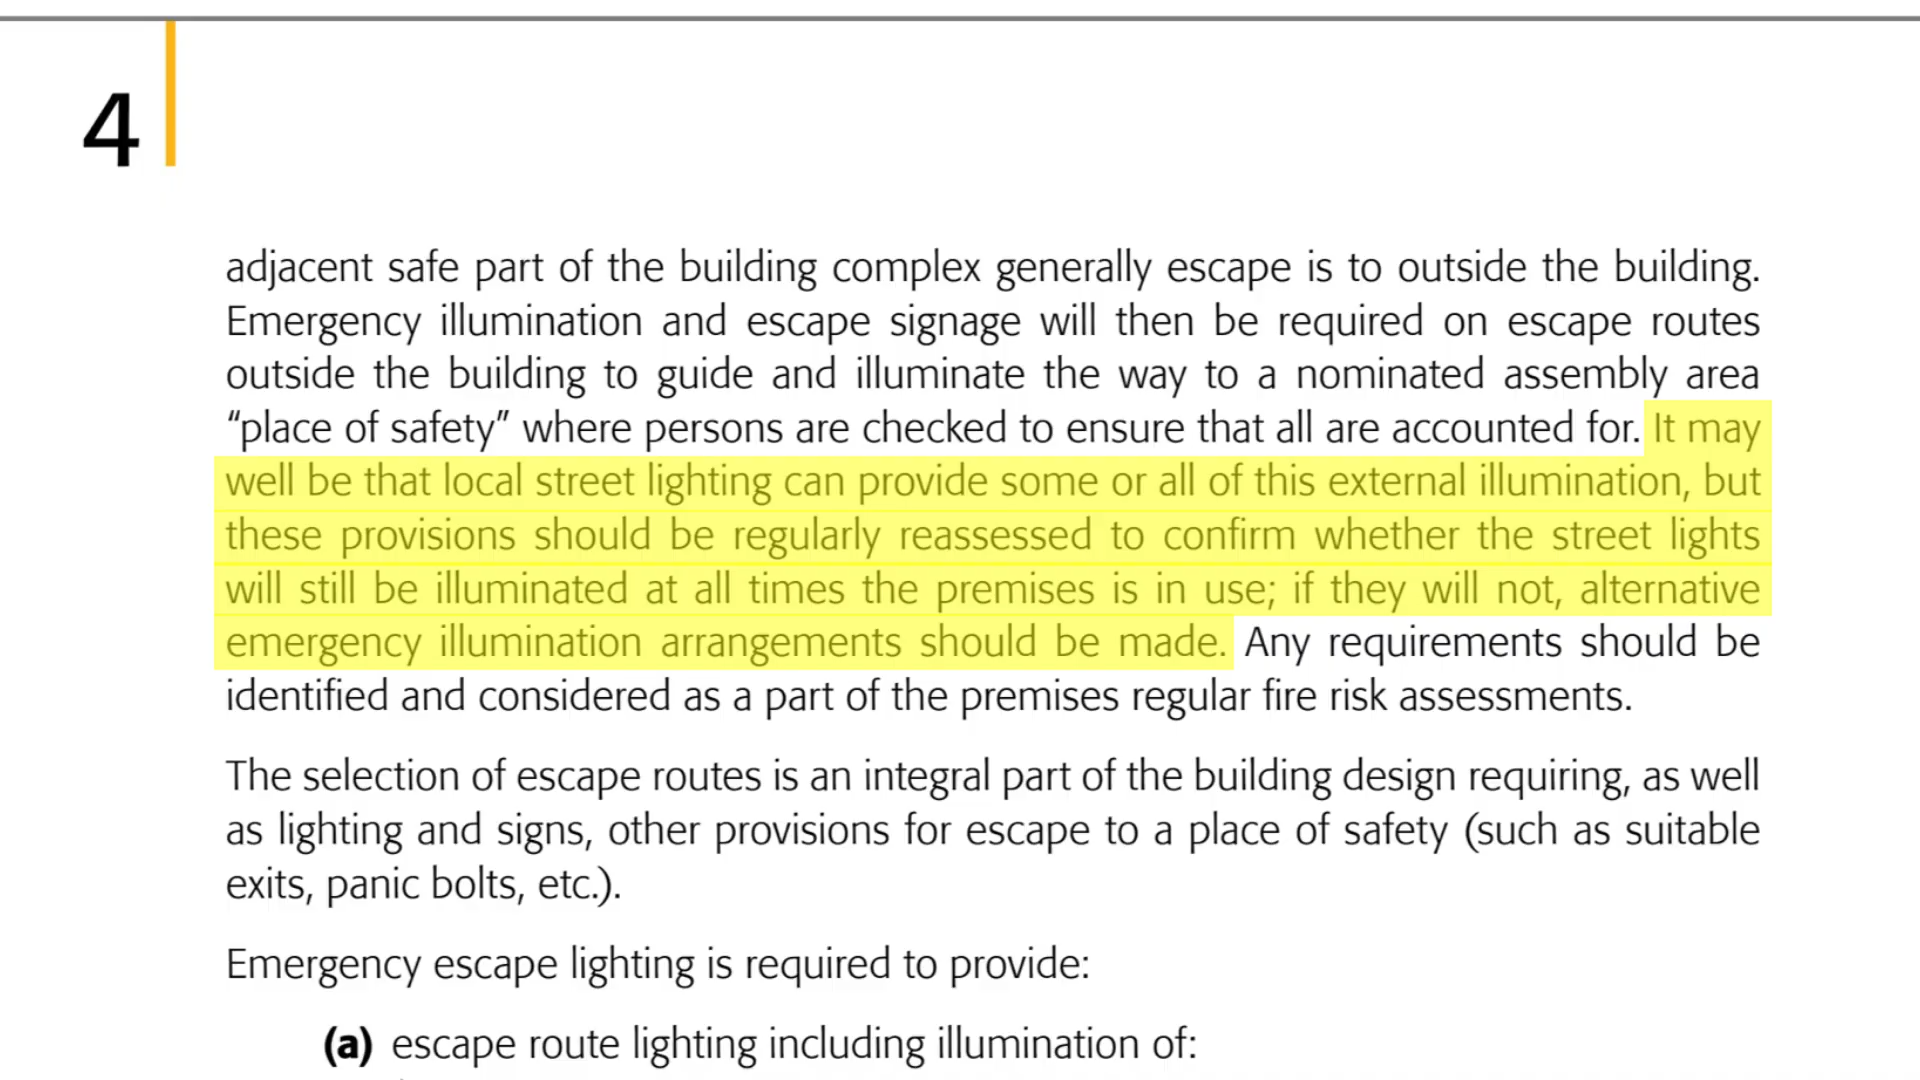 4
adjacent safe part of the building complex generally escape is to outside the building.
Emergency illumination and escape signage will then be required on escape routes
outside the building to guide and illuminate the way to a nominated assembly area
“place of safety” where persons are checked to ensure that all are accounted for. It may
well be that local street lighting can provide some or all of this external illumination, but
these provisions should be regularly reassessed to confirm whether the street lights
will still be illuminated at all times the premises is in use; if they will not, alternative
emergency illumination arrangements should be made. Any requirements should be
identified and considered as a part of the premises regular fire risk assessments.
The selection of escape routes is an integral part of the building design requiring, as well
as lighting and signs, other provisions for escape to a place of safety (such as suitable
exits, panic bolts, etc.).
Emergency escape lighting is required to provide:
(a) escape route lighting including illumination of: